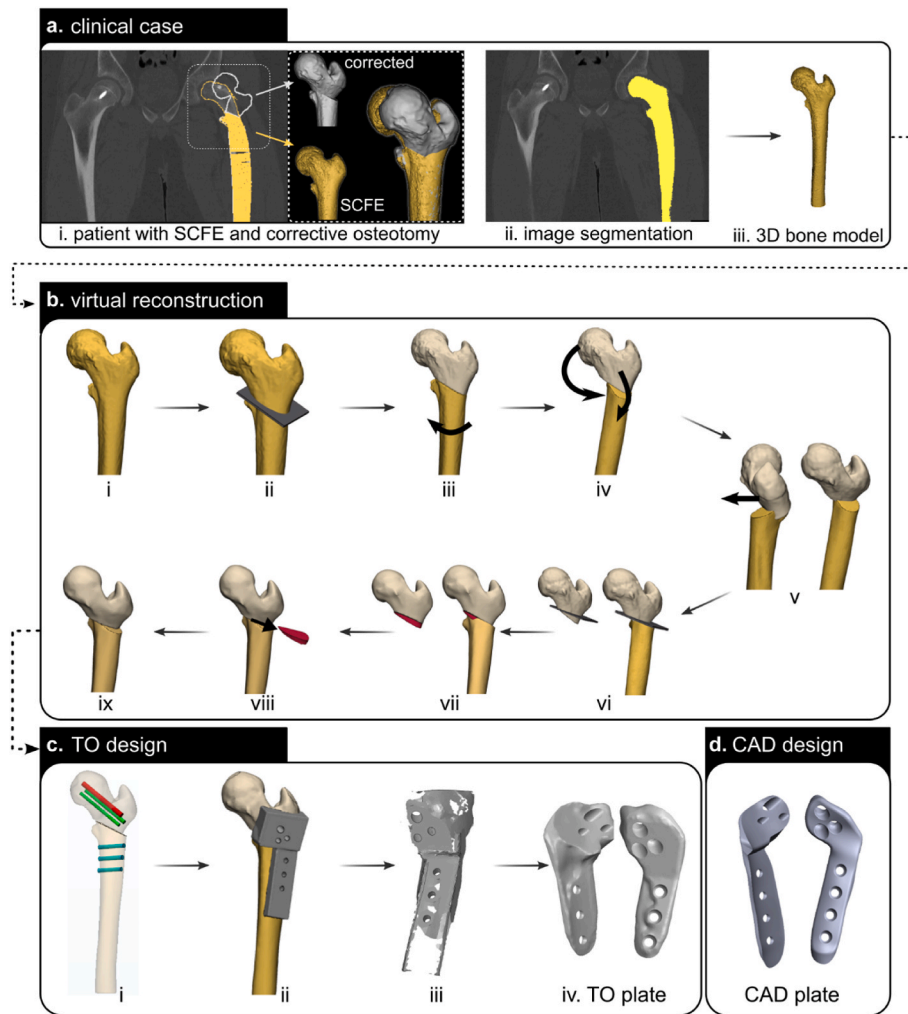 a. clinical case
corrected
SCFE
i. patient with SCFE and corrective osteotomy
ii. image segmentation
iii. 3D bone model
b. virtual reconstruction
i
ii
iii
iv
v
ix
viii
vii
vi
c. TO design
d. CAD design
i
ii
iii
iv. TO plate
CAD plate